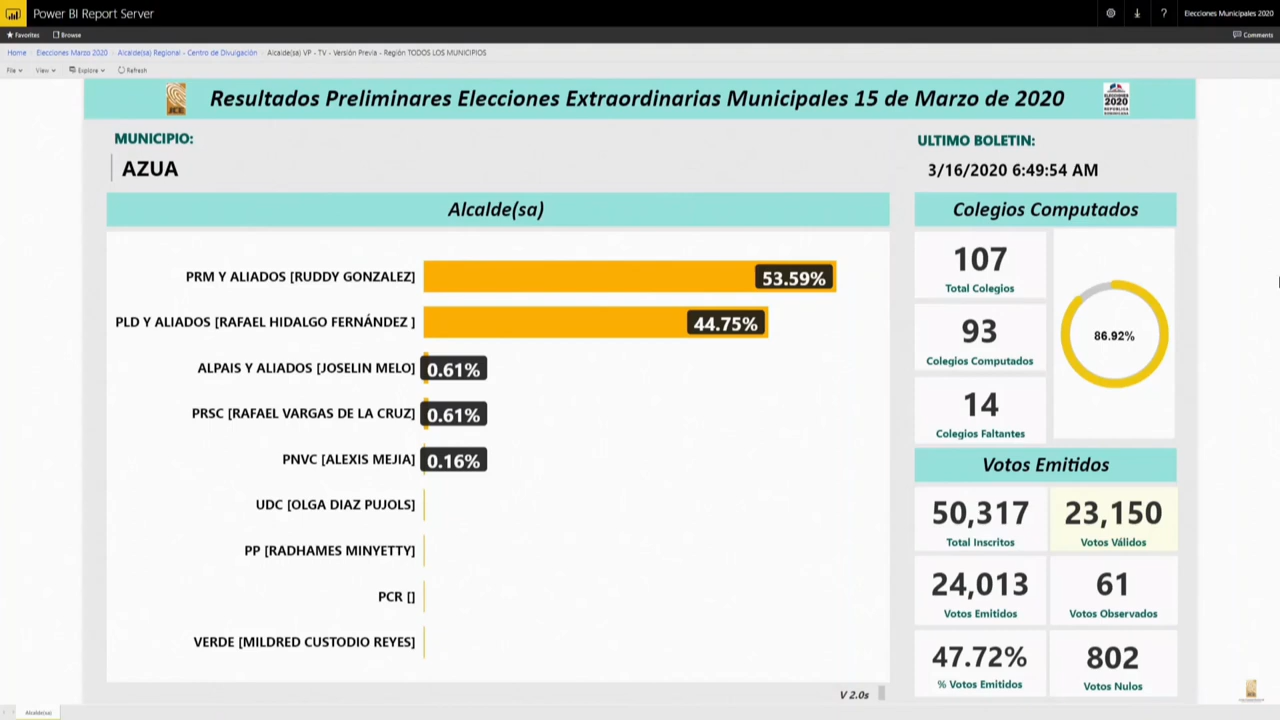 Power BI Report Server
? Elecciones Municipales 2020
Favorites Browse
Comments
Home Elecciones Marzo 2020 Alcalde(sa) Regional - Centro de Divulgación Alcalde(sa) VP - TV - Versión Previa - Región TODOS LOS MUNICIPIOS
File View Explore Refresh
JCE
Resultados Preliminares Elecciones Extraordinarias Municipales 15 de Marzo de 2020
ELECCIONES
2020
REPÚBLICA
DOMINICANA
MUNICIPIO:
AZUA
ULTIMO BOLETIN:
3/16/2020 6:49:54 AM
Alcalde(sa)
PRM Y ALIADOS [RUDDY GONZALEZ] 53.59%
PLD Y ALIADOS [RAFAEL HIDALGO FERNÁNDEZ ] 44.75%
ALPAIS Y ALIADOS [JOSELIN MELO] 0.61%
PRSC [RAFAEL VARGAS DE LA CRUZ] 0.61%
PNVC [ALEXIS MEJIA] 0.16%
UDC [OLGA DIAZ PUJOLS]
PP [RADHAMES MINYETTY]
PCR []
VERDE [MILDRED CUSTODIO REYES]
V 2.0s
Colegios Computados
107
Total Colegios
93
Colegios Computados
14
Colegios Faltantes
86.92%
Votos Emitidos
50,317 23,150
Total Inscritos Votos Válidos
24,013 61
Votos Emitidos Votos Observados
47.72% 802
% Votos Emitidos Votos Nulos
Alcalde(sa)